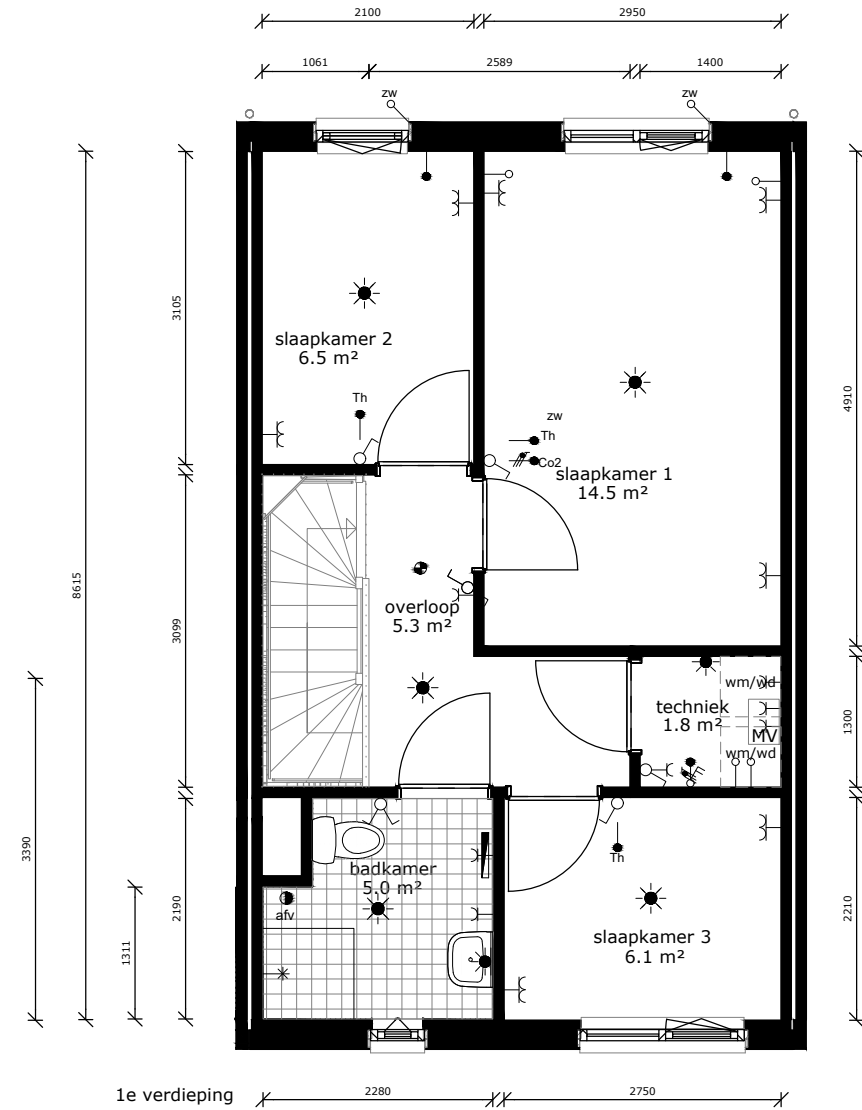 2100
2950
1061
2589
1400
zw
zw
3105
4910
slaapkamer 2
6.5 m²
Th
zw
Th
Co2
slaapkamer 1
14.5 m²
8615
3099
overloop
5.3 m²
wm/wd
techniek
1.8 m²
MV
wm/wd
1300
3390
1311
2190
badkamer
5.0 m²
afv
Th
slaapkamer 3
6.1 m²
2210
1e verdieping
2280
2750